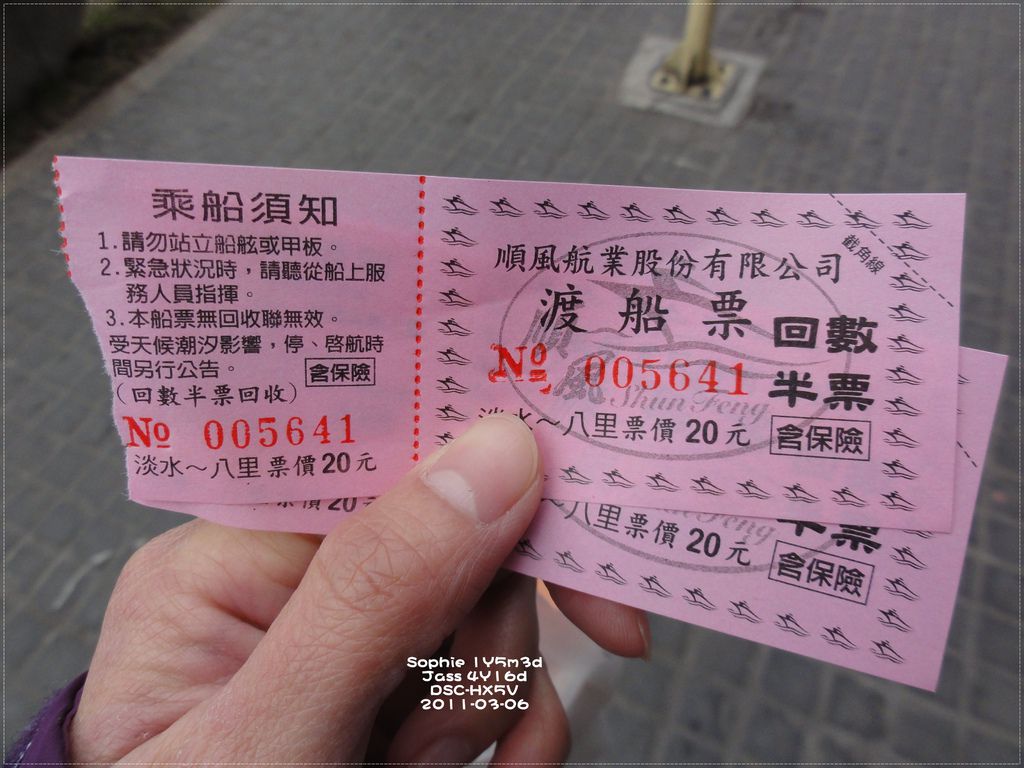 乘船須知
1.請勿站立船舷或甲板。
2.緊急狀況時，請聽從船上服
務人員指揮。
3.本船票無回收聯無效。
受天候潮汐影響，停、啓航時
間另行公告。
含保險
（回數半票回收）
No 005641
淡水～八里票價20元
截角線
順風航業股份有限公司
渡船票
回數
半票
No 005641
順風
Shun Feng
淡水～八里票價20元
含保險
票價20元
～八里票價20元
半票
含保險
Sophie 1Y5m3d
Jass 4Y16d
DSC-HX5V
2011-03-06